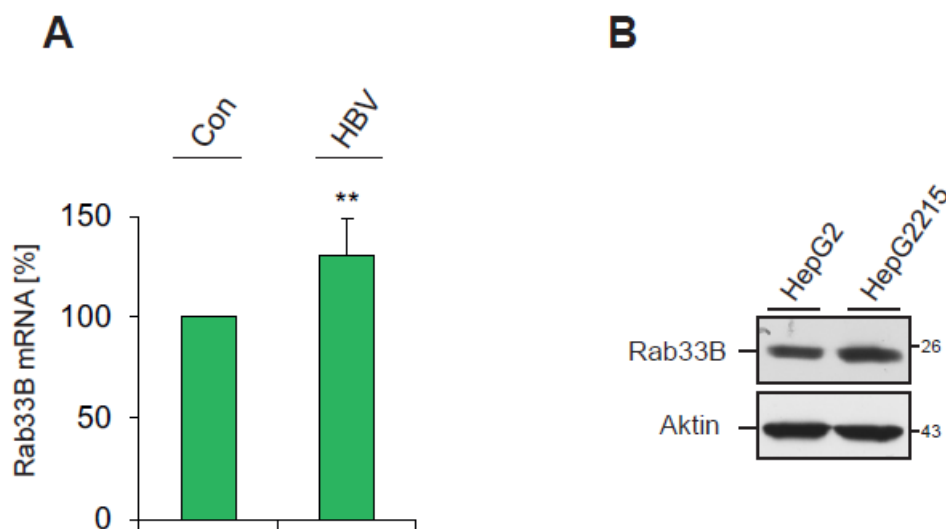 A
B
Con
HBV
**
150
100
50
0
Rab33B mRNA [%]
HepG2
HepG2215
Rab33B
26
Aktin
43